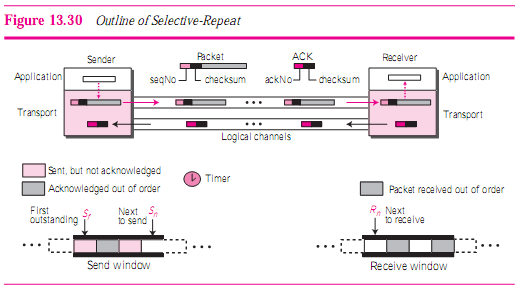 Figure 13.30 Outline of Selective-Repeat
Sender
Packet
ACK
Receiver
Application
seqNo
checksum
ackNo
checksum
Application
Transport
Transport
Logical channels
Sent, but not acknowledged
Acknowledged out of order
Timer
Packet received out of order
First
outstanding
Sf
Next
to send
Sn
Rn
Next
to receive
Send window
Receive window